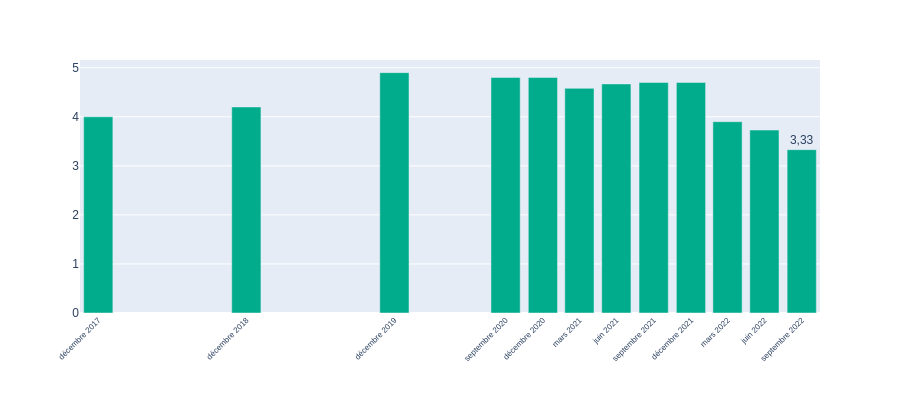 5
4
3
2
1
0
3,33
décembre 2017
décembre 2018
décembre 2019
septembre 2020
décembre 2020
mars 2021
juin 2021
septembre 2021
décembre 2021
mars 2022
juin 2022
septembre 2022